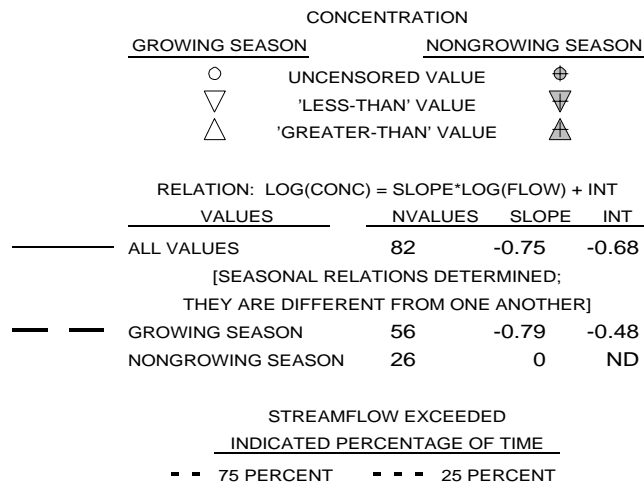 CONCENTRATION
GROWING SEASON NONGROWING SEASON
UNCENSORED VALUE
'LESS-THAN' VALUE
'GREATER-THAN' VALUE
RELATION: LOG(CONC) = SLOPE*LOG(FLOW) + INT
VALUES NVALUES SLOPE INT
ALL VALUES 82 -0.75 -0.68
[SEASONAL RELATIONS DETERMINED;
THEY ARE DIFFERENT FROM ONE ANOTHER]
GROWING SEASON 56 -0.79 -0.48
NONGROWING SEASON 26 0 ND
STREAMFLOW EXCEEDED
INDICATED PERCENTAGE OF TIME
75 PERCENT 25 PERCENT